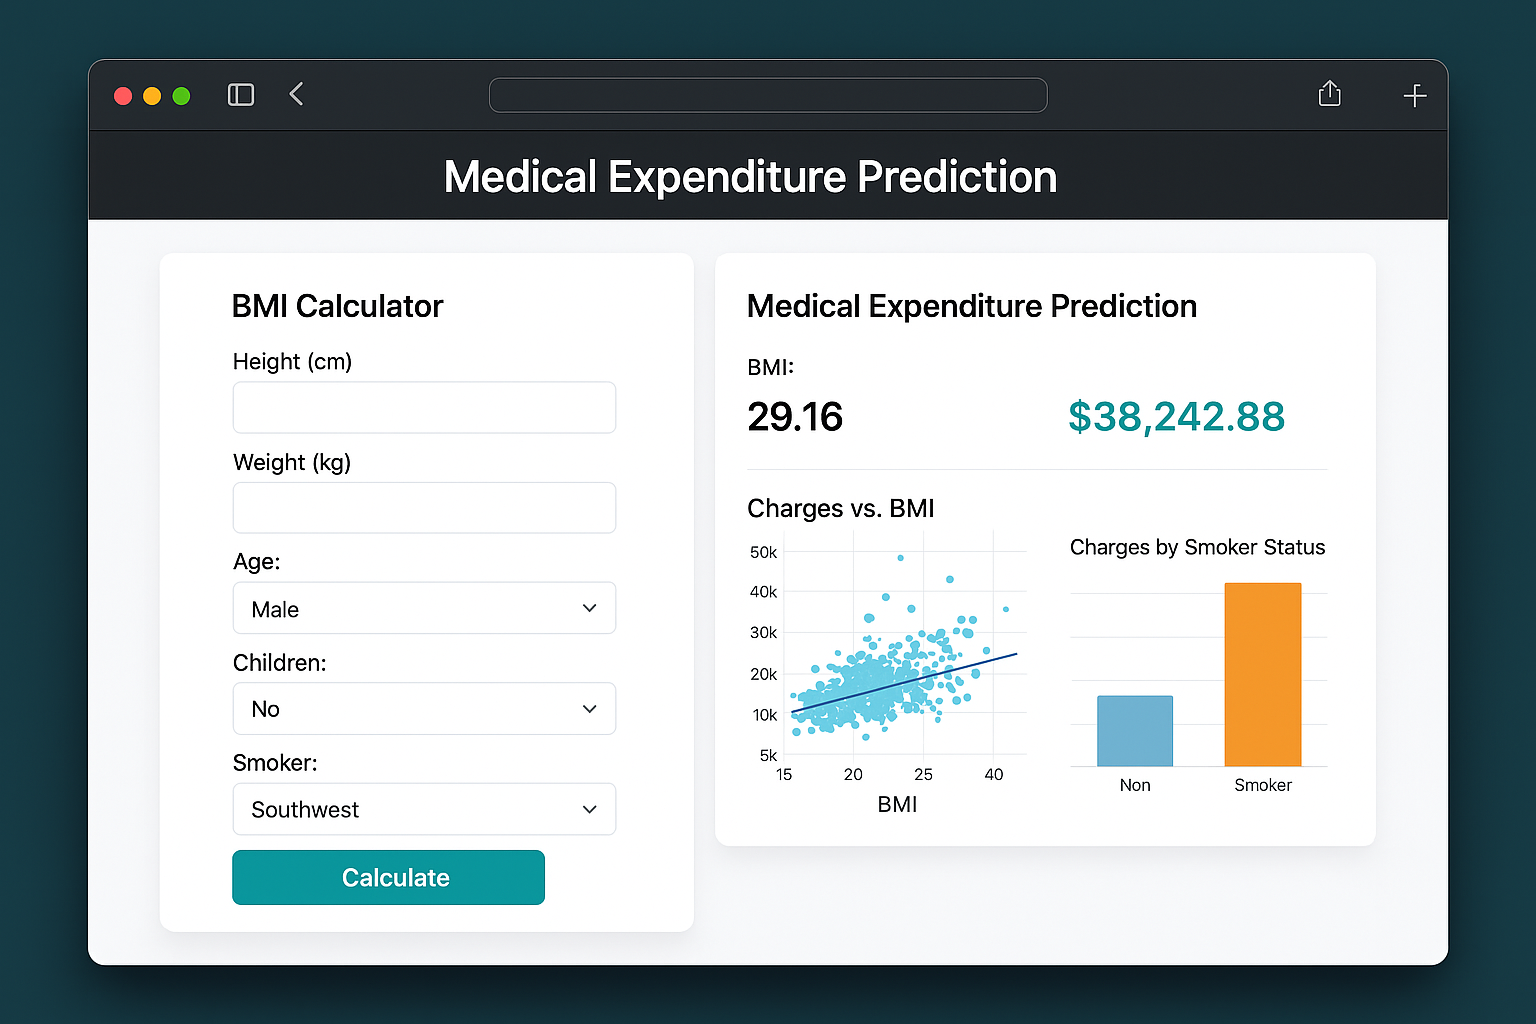 Medical Expenditure Prediction
BMI Calculator
Height (cm)
Weight (kg)
Age:
Male
Children:
No
Smoker:
Southwest
Calculate
Medical Expenditure Prediction
BMI:
29.16
$38,242.88
Charges vs. BMI
50k
40k
30k
20k
10k
5k
15 20 25 40
BMI
Charges by Smoker Status
Non Smoker